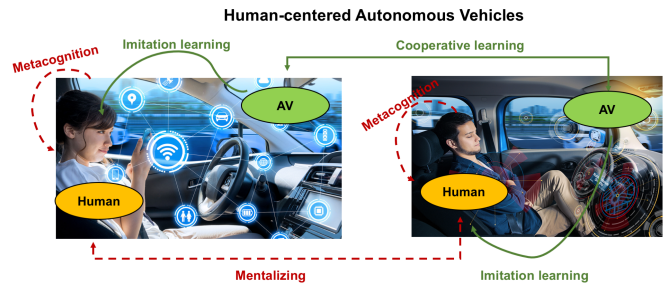 Human-centered Autonomous Vehicles
Imitation learning
Cooperative learning
Metacognition
Metacognition
AV
AV
Human
Human
Mentalizing
Imitation learning